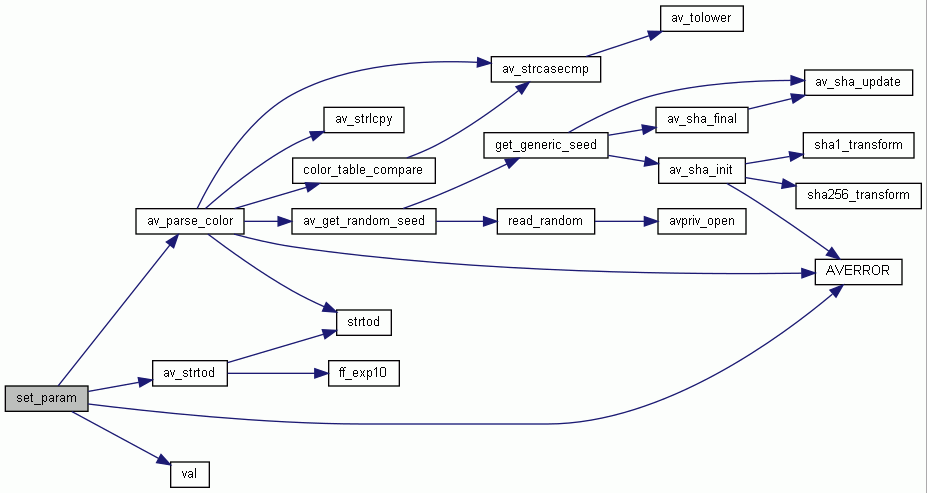 av_tolower
av_strcasecmp
av_sha_update
av_strlcpy
av_sha_final
get_generic_seed
sha1_transform
color_table_compare
av_sha_init
sha256_transform
av_parse_color
av_get_random_seed
read_random
avpriv_open
AVERROR
strtod
av_strtod
ff_exp10
set_param
val